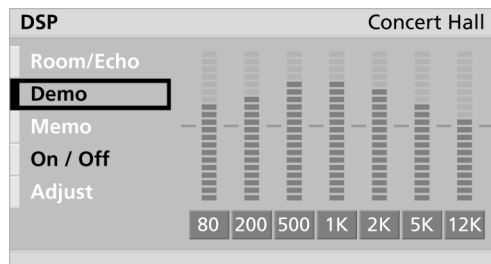 DSP Concert Hall
Room/Echo
Demo
Memo
On / Off
Adjust
80 200 500 1K 2K 5K 12K